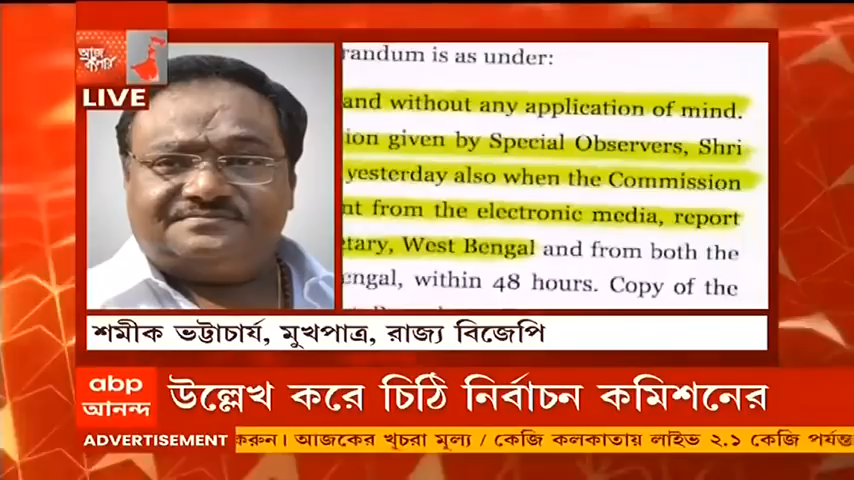 আজ বাংলায়
LIVE
randum is as under:
and without any application of mind.
ion given by Special Observers, Shri
yesterday also when the Commission
nt from the electronic media, report
tary, West Bengal and from both the
engal, within 48 hours. Copy of the
শমীক ভট্টাচার্য, মুখপাত্র, রাজ্য বিজেপি
abp
আনন্দ
উল্লেখ করে চিঠি নির্বাচন কমিশনের
ADVERTISEMENT করুন। আজকের খুচরা মূল্য / কেজি কলকাতায় লাইভ ২.১ কেজি পর্যন্ত